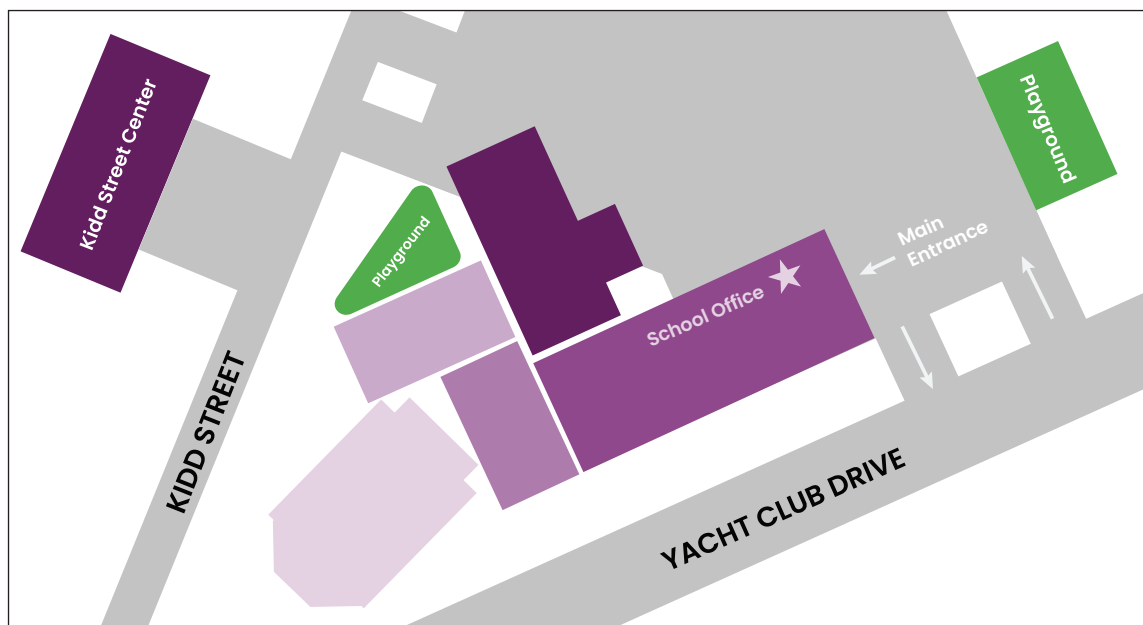 Kidd Street Center
Playground
Playground
Main
Entrance
School Office
KIDD STREET
YACHT CLUB DRIVE